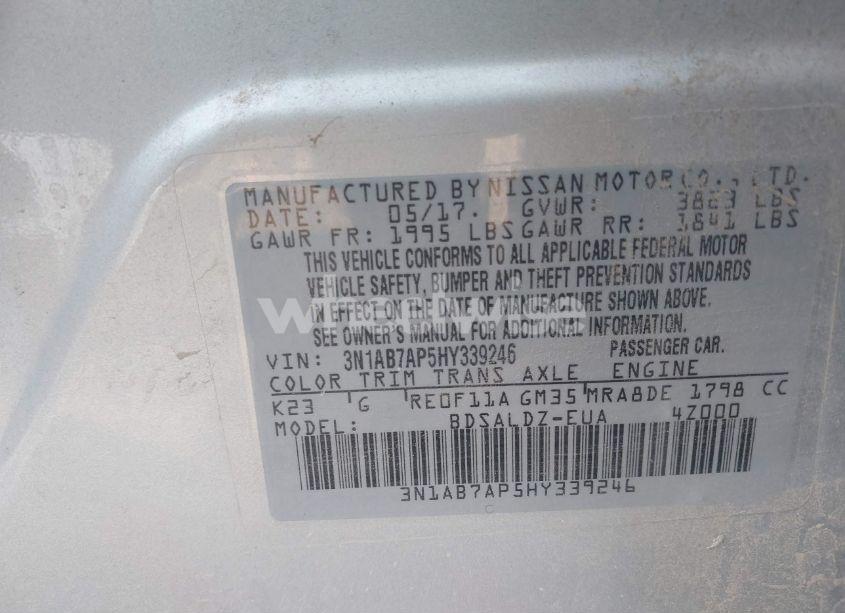 MANUFACTURED BY NISSAN MOTOR CO., LTD.
DATE: 05/17. GVWR: 3823 LBS
GAWR FR: 1995 LBS GAWR RR: 1841 LBS
THIS VEHICLE CONFORMS TO ALL APPLICABLE FEDERAL MOTOR
VEHICLE SAFETY, BUMPER AND THEFT PREVENTION STANDARDS
IN EFFECT ON THE DATE OF MANUFACTURE SHOWN ABOVE.
SEE OWNER'S MANUAL FOR ADDITIONAL INFORMATION.
VIN: 3N1AB7AP5HY339246 PASSENGER CAR.
COLOR TRIM TRANS AXLE ENGINE
K23 G RE0F11A GM35 MRA8DE 1798 CC
MODEL: BDSALDZ-EUA 4Z000
3N1AB7AP5HY339246
C